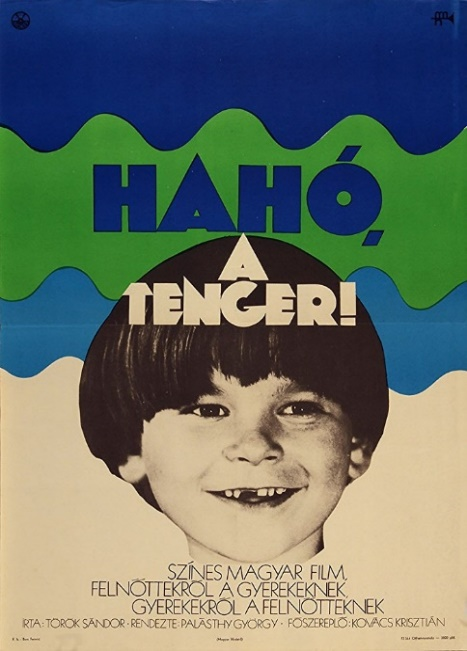 HAHÓ,
A
TENGER!
SZÍNES MAGYAR FILM,
FELNŐTTEKRŐL A GYEREKEKNEK,
GYEREKEKRŐL A FELNŐTTEKNEK
ÍRTA: TÖRÖK SÁNDOR - RENDEZTE: PALÁSTHY GYÖRGY - FŐSZEREPLŐ: KOVÁCS KRISZTIÁN